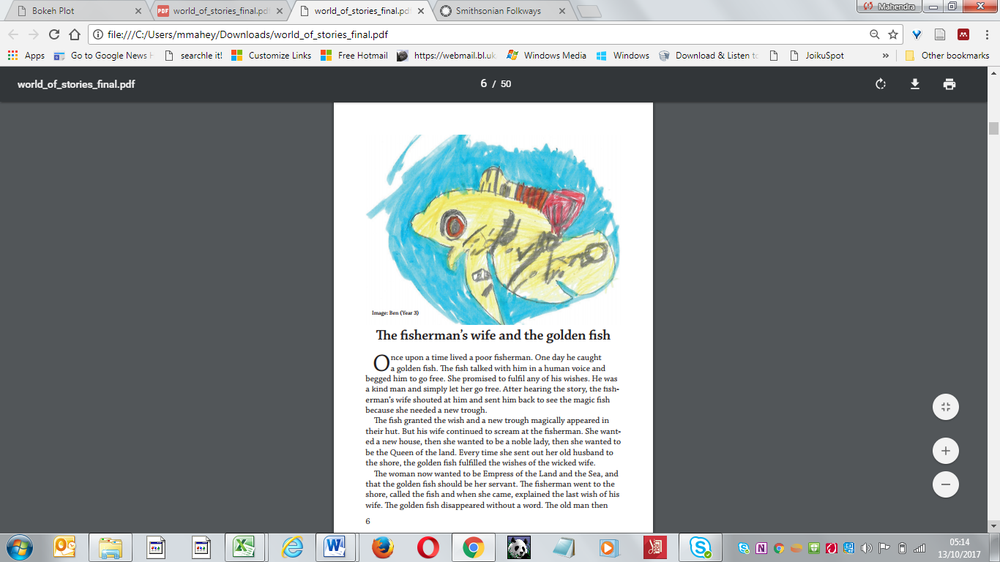 Bokeh Plot
world_of_stories_final.pdf
world_of_stories_final.pdf
Smithsonian Folkways
Mahendra
file:///C:/Users/mmahey/Downloads/world_of_stories_final.pdf
Apps
Go to Google News H
searchle it!
Customize Links
Free Hotmail
https://webmail.bl.uk
Windows Media
Windows
Download & Listen to
JoikuSpot
»
Other bookmarks
world_of_stories_final.pdf
6 / 50
Image: Ben (Year 3)
The fisherman's wife and the golden fish
Once upon a time lived a poor fisherman. One day he caught
a golden fish. The fish talked with him in a human voice and
begged him to go free. She promised to fulfil any of his wishes. He was
a kind man and simply let her go free. After hearing the story, the fish-
erman's wife shouted at him and sent him back to see the magic fish
because she needed a new trough.
The fish granted the wish and a new trough magically appeared in
their hut. But his wife continued to scream at the fisherman. She want-
ed a new house, then she wanted to be a noble lady, then she wanted to
be the Queen of the land. Every time she sent out her old husband to
the shore, the golden fish fulfilled the wishes of the wicked wife.
The woman now wanted to be Empress of the Land and the Sea, and
that the golden fish should be her servant. The fisherman went to the
shore, called the fish and when she came, explained the last wish of his
wife. The golden fish disappeared without a word. The old man then
6
05:14
13/10/2017